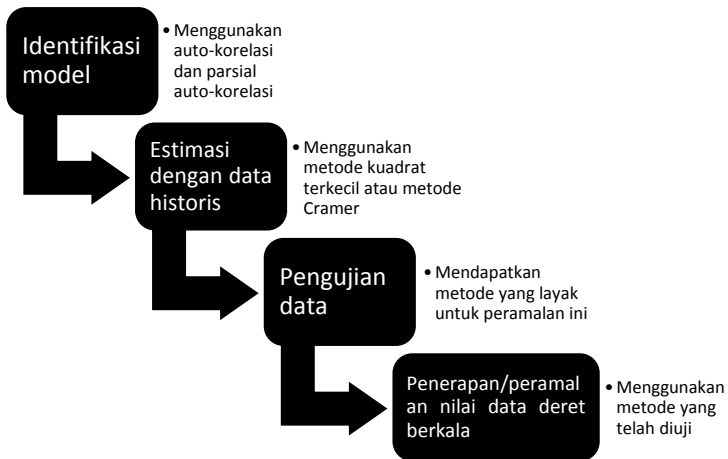 Identifikasi
model
• Menggunakan
auto-korelasi
dan parsial
auto-korelasi
Estimasi
dengan data
historis
• Menggunakan
metode kuadrat
terkecil atau metode
Cramer
Pengujian
data
• Mendapatkan
metode yang layak
untuk peramalan ini
Penerapan/peramal
an nilai data deret
berkala
• Menggunakan
metode yang
telah diuji